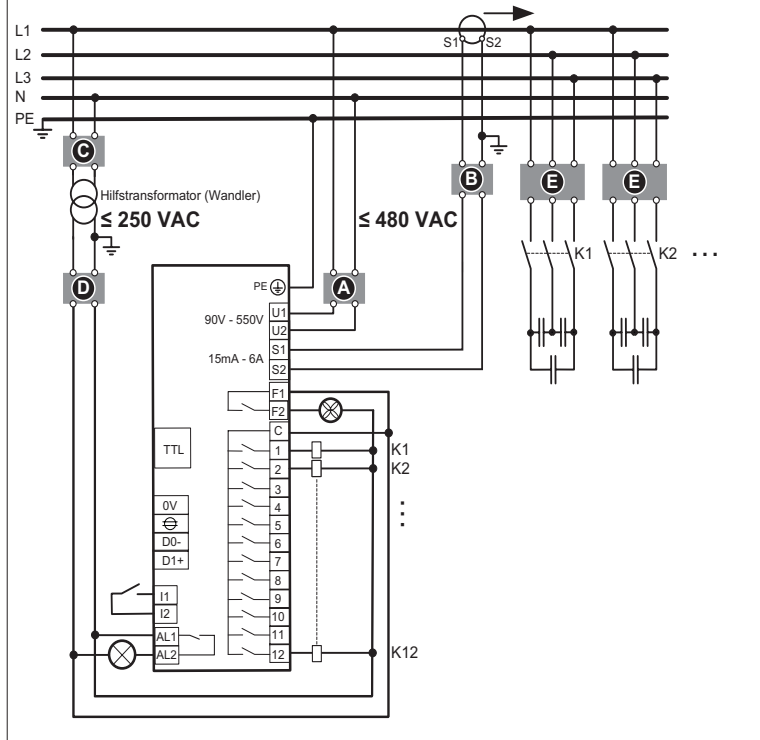 L1
S1 S2
L2
L3
N
PE
C
B
E
E
Hilfstransformator (Wandler)
≤ 250 VAC
≤ 480 VAC
K1
K2 ...
D
A
PE
90V - 550V
U1
U2
15mA - 6A
S1
S2
F1
F2
C
TTL
1
K1
2
K2
3
0V
4
5
D0-
6
D1+
7
8
I1
9
I2
10
AL1
11
AL2
12
K12